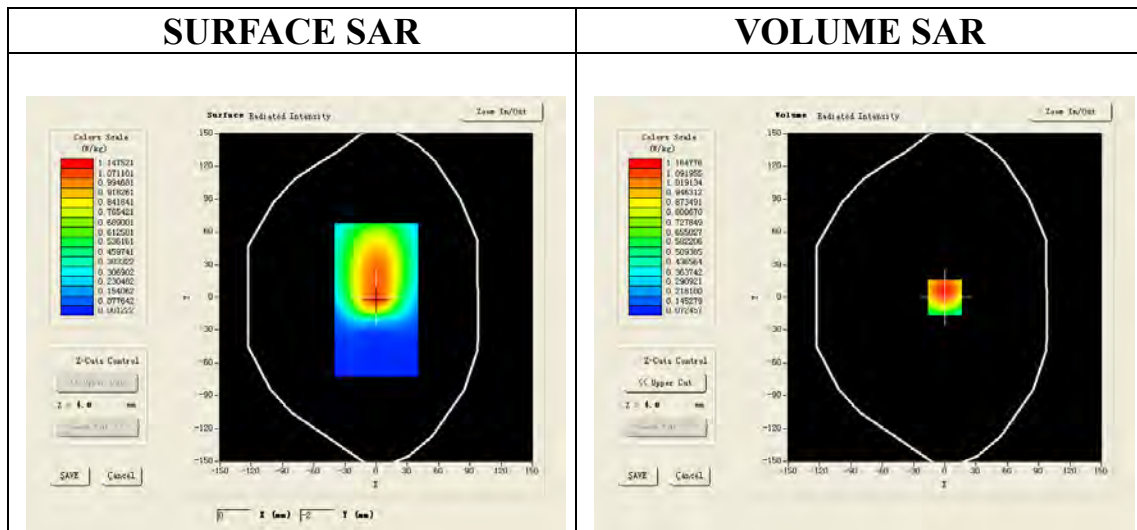 SURFACE SAR
VOLUME SAR
Surface Radiated Intensity
Zoom In/Out
Colors Scale
(W/kg)
1.147521
1.071101
0.994681
0.918261
0.841841
0.765421
0.689001
0.612581
0.536161
0.459741
0.383322
0.306902
0.230482
0.154062
0.077642
0.001222
150
120
90
60
30
0
-30
-60
-90
-120
-150
Y
-150 -120 -90 -60 -30 0 30 60 90 120 150
X
Z-Cuts Control
<< Upper Cut
Z = 4.0 mm
SAVE
Cancel
0 X (mm) -2 Y (mm)
Volume Radiated Intensity
Zoom In/Out
Colors Scale
(W/kg)
1.164776
1.091955
1.019134
0.946312
0.873491
0.800670
0.727849
0.655027
0.582206
0.509385
0.436564
0.363742
0.290921
0.218100
0.145279
0.072457
150
120
90
60
30
0
-30
-60
-90
-120
-150
Y
-150 -120 -90 -60 -30 0 30 60 90 120 150
X
Z-Cuts Control
<< Upper Cut
Z = 4.0 mm
SAVE
Cancel